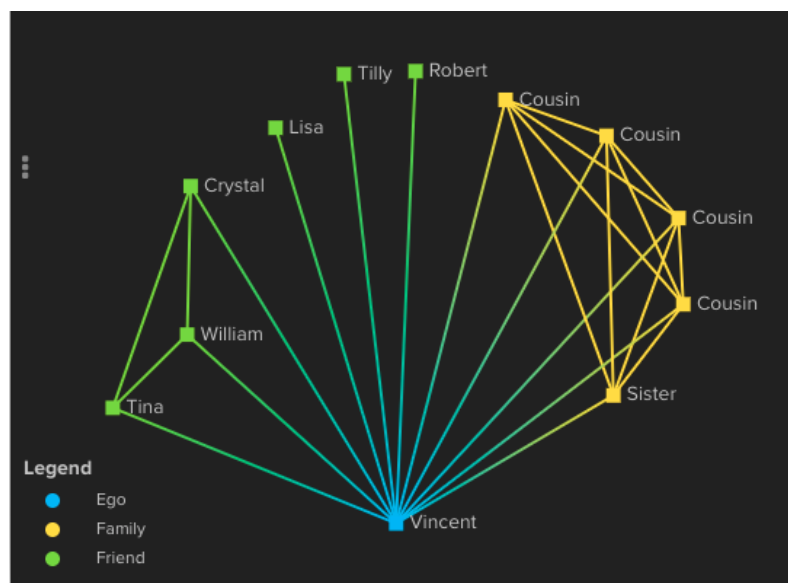 Tilly
Robert
Cousin
Lisa
Cousin
Crystal
Cousin
Cousin
William
Sister
Tina
Legend
Ego
Family
Friend
Vincent